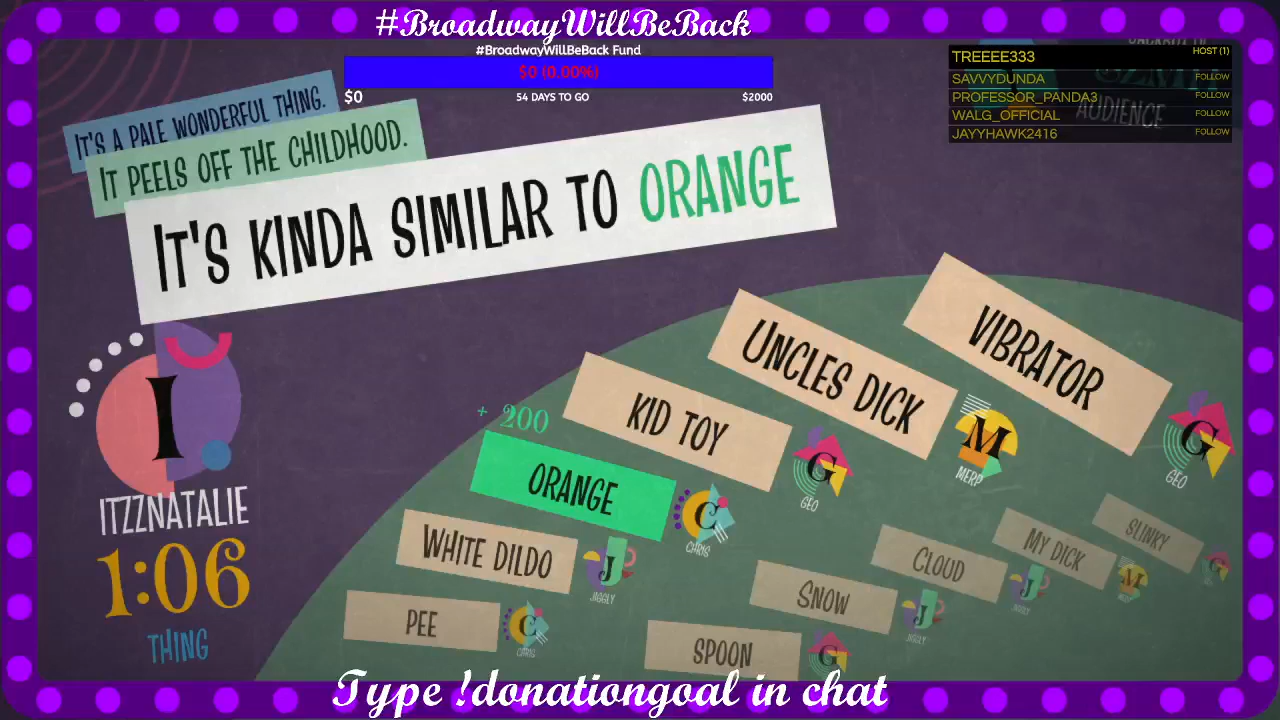 #BroadwayWillBeBack
#BroadwayWillBeBack Fund
$0 (0.00%)
$0 54 DAYS TO GO $2000
TREEEE333 HOST (1)
SAVVYDUNDA FOLLOW
PROFESSOR_PANDA3 FOLLOW
WALG_OFFICIAL FOLLOW
JAYYHAWK2416 FOLLOW
AUDIENCE
IT'S A PALE WONDERFUL THING.
IT PEELS OFF THE CHILDHOOD.
IT'S KINDA SIMILAR TO ORANGE
I
ITZZNATALIE
1:06
THING
VIBRATOR
G
GEO
UNCLES DICK
M
MERP
KID TOY
G
GEO
+ 200
ORANGE
C
CHRIS
WHITE DILDO
J
JIGGLY
PEE
C
CHRIS
SLINKY
G
MY DICK
M
CLOUD
J
JIGGLY
SNOW
J
JIGGLY
SPOON
G
Type !donationgoal in chat